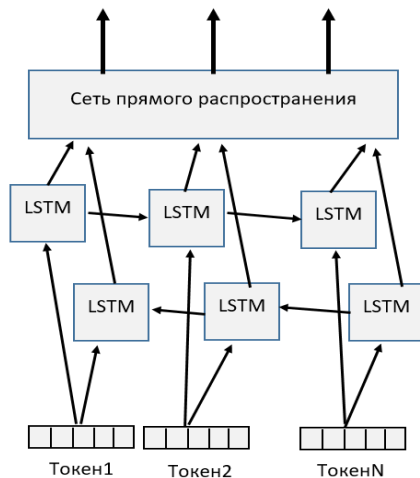 Сеть прямого распространения
LSTM
LSTM
LSTM
LSTM
LSTM
LSTM
Токен1
Токен2
ТокенN